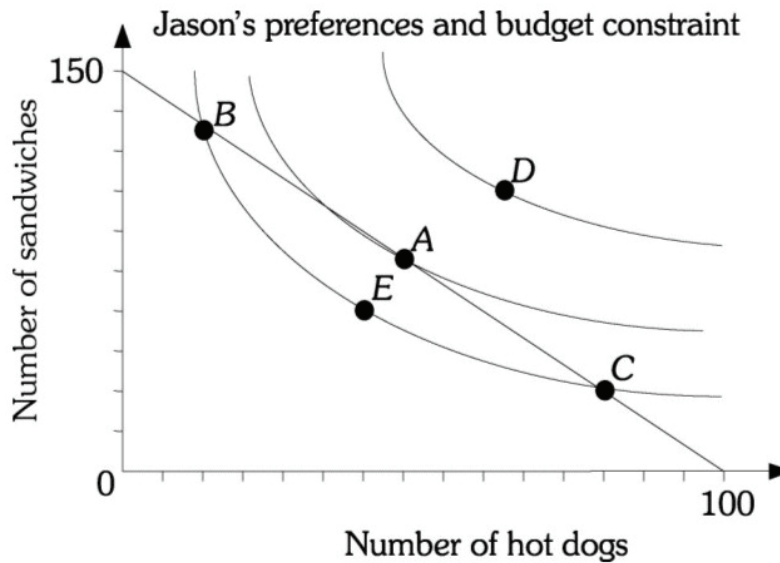 Jason’s preferences and budget constraint
150
Number of sandwiches
B
D
A
E
C
0
100
Number of hot dogs